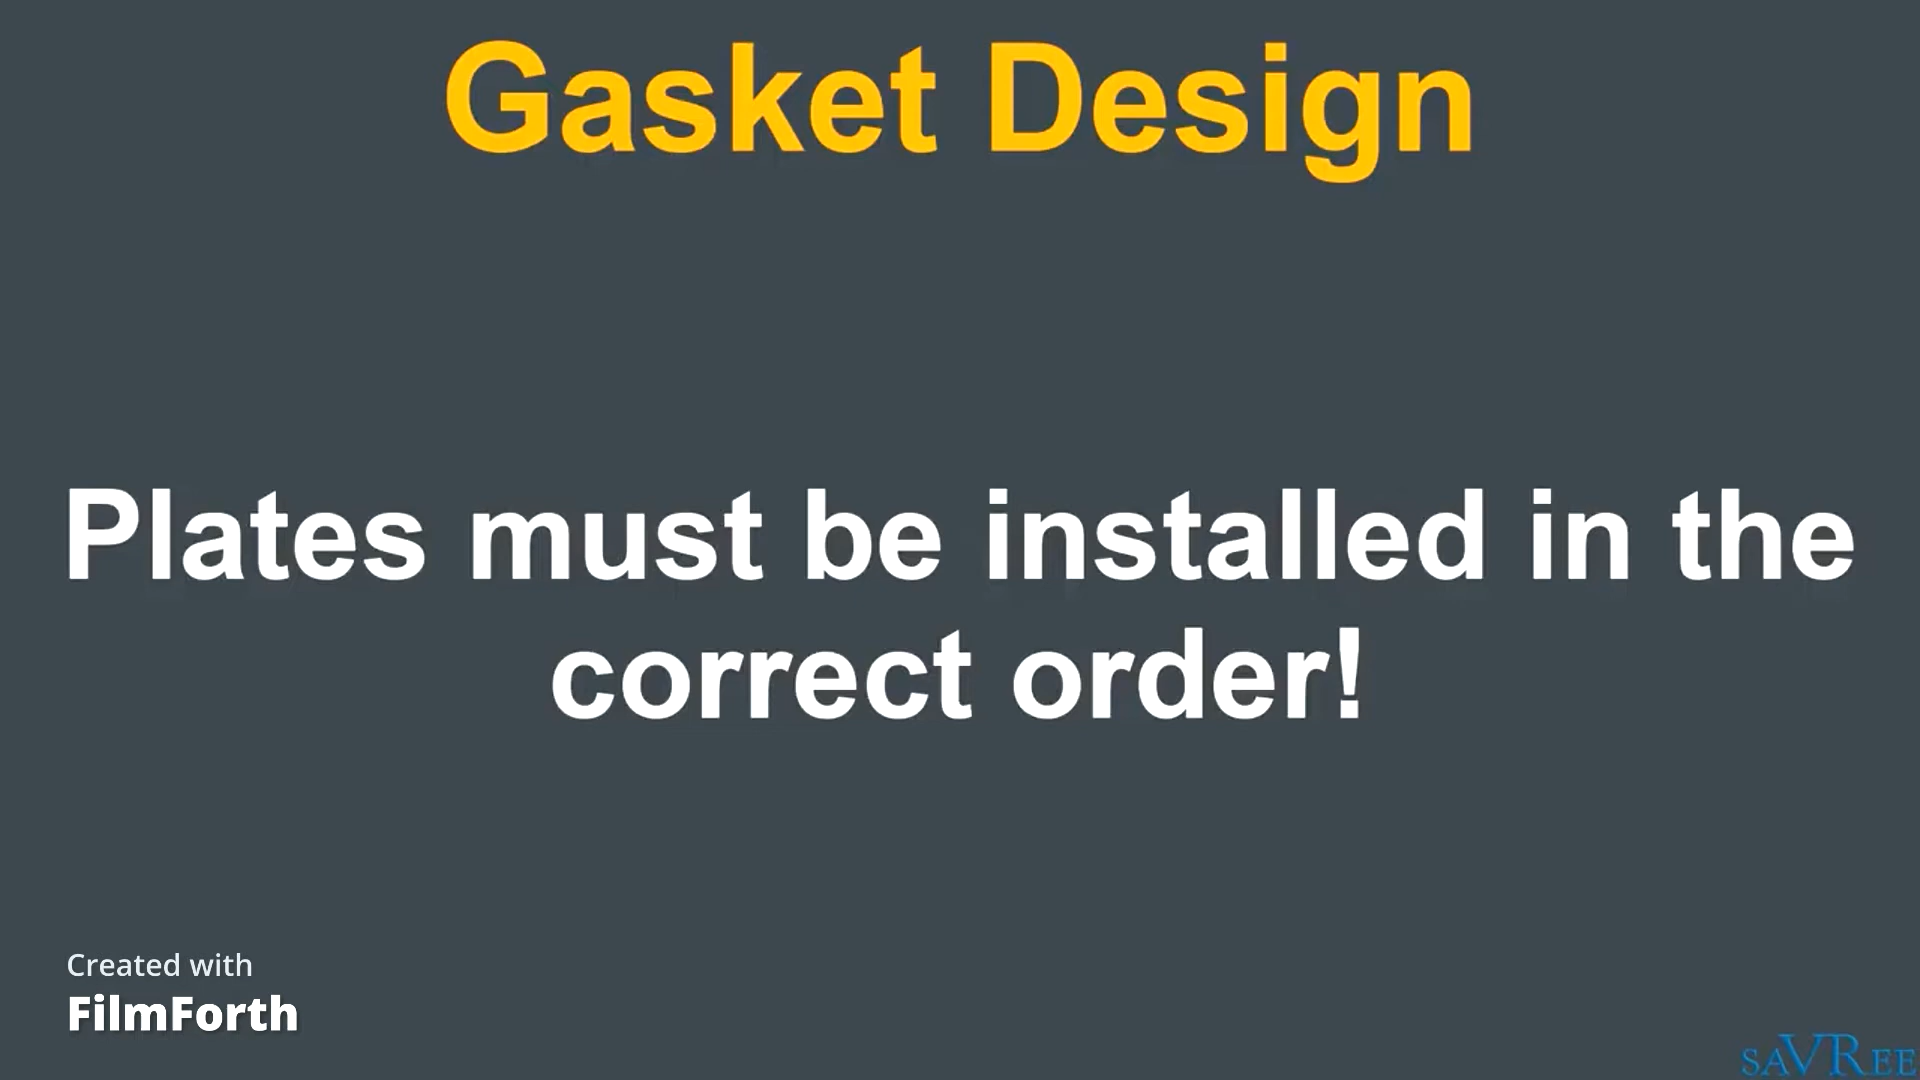 Gasket Design
Plates must be installed in the
correct order!
Created with
FilmForth
saVRee